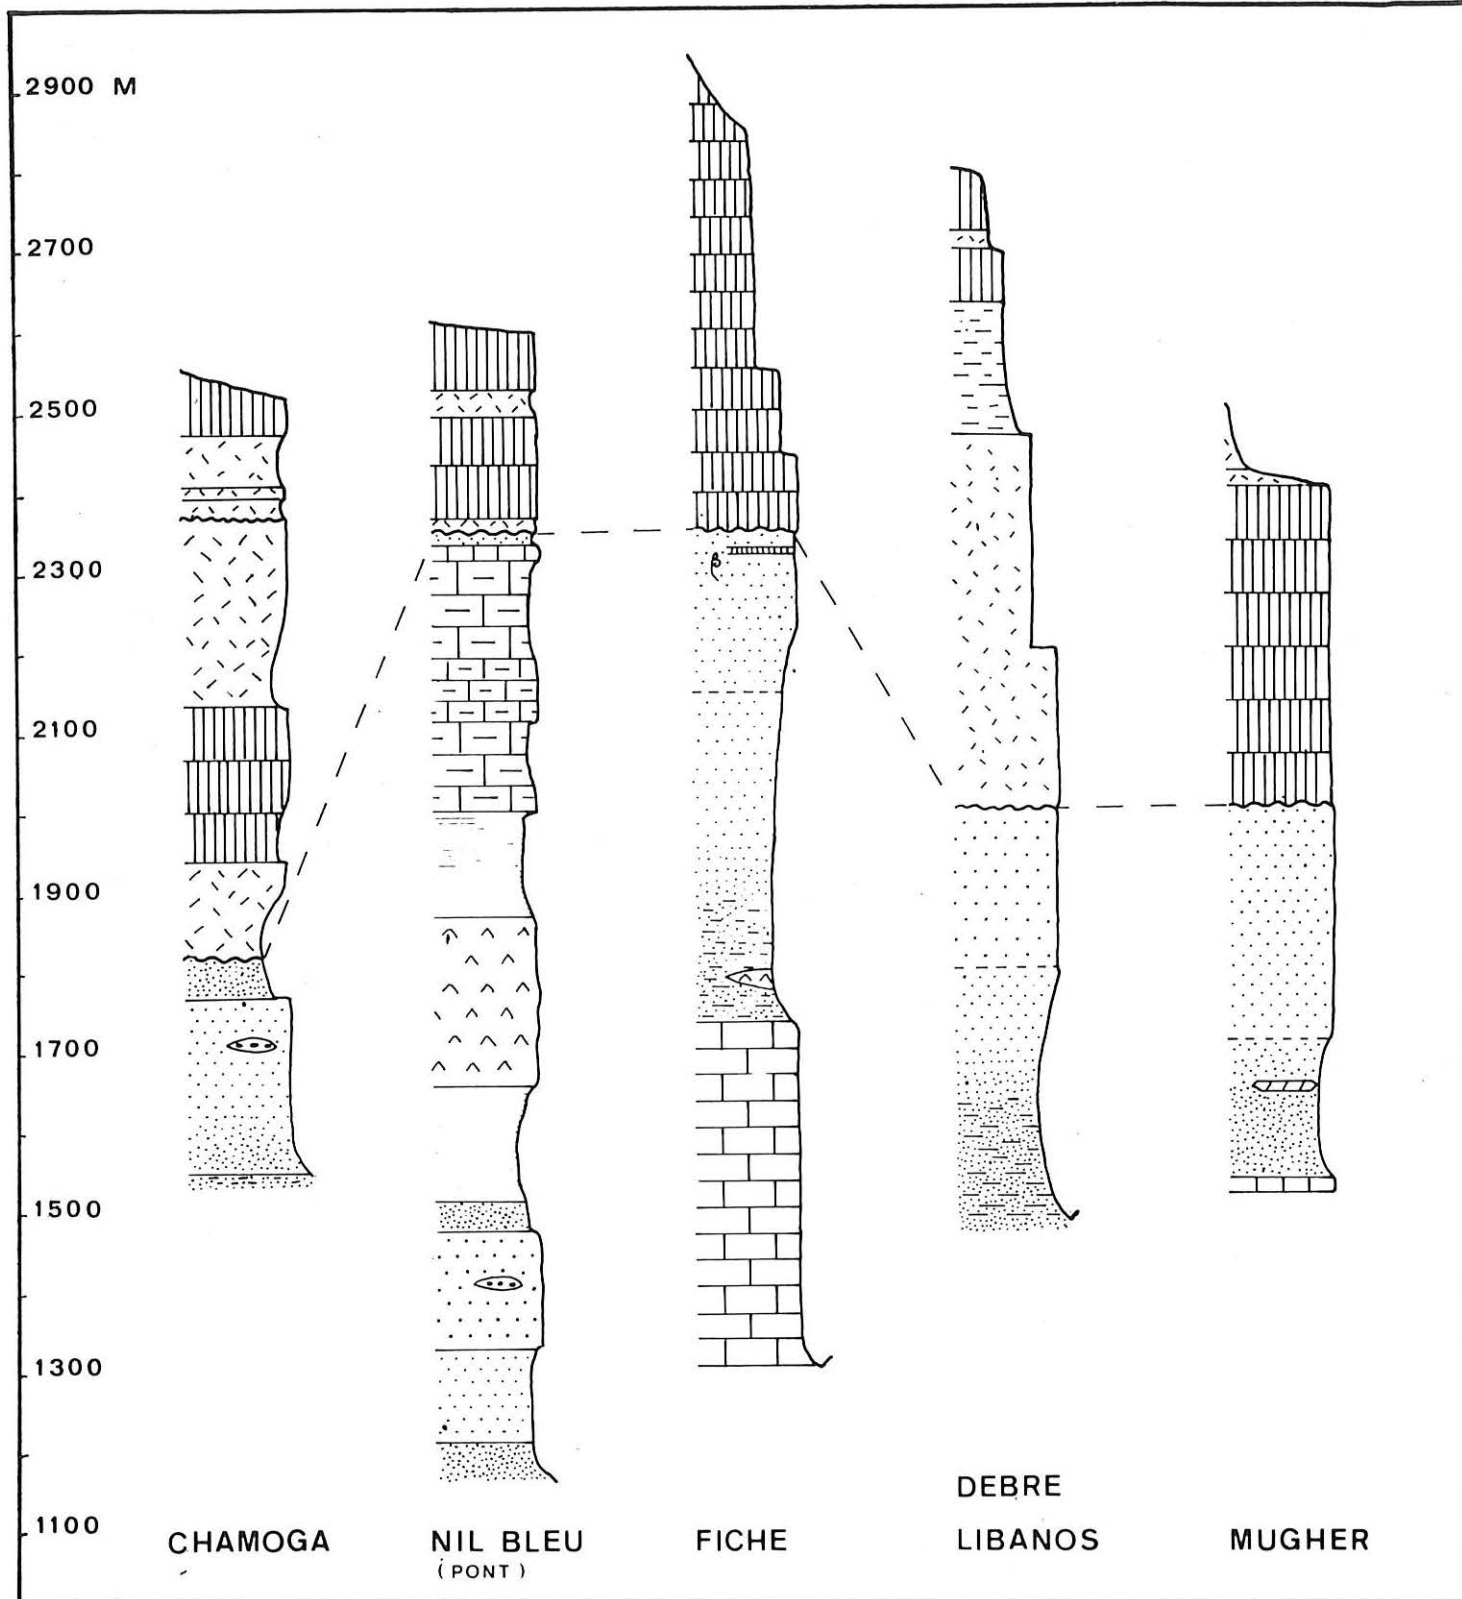 2900 M
2700
2500
2300
2100
1900
1700
1500
1300
1100
β
CHAMOGA
NIL BLEU
(PONT)
FICHE
DEBRE
LIBANOS
MUGHER